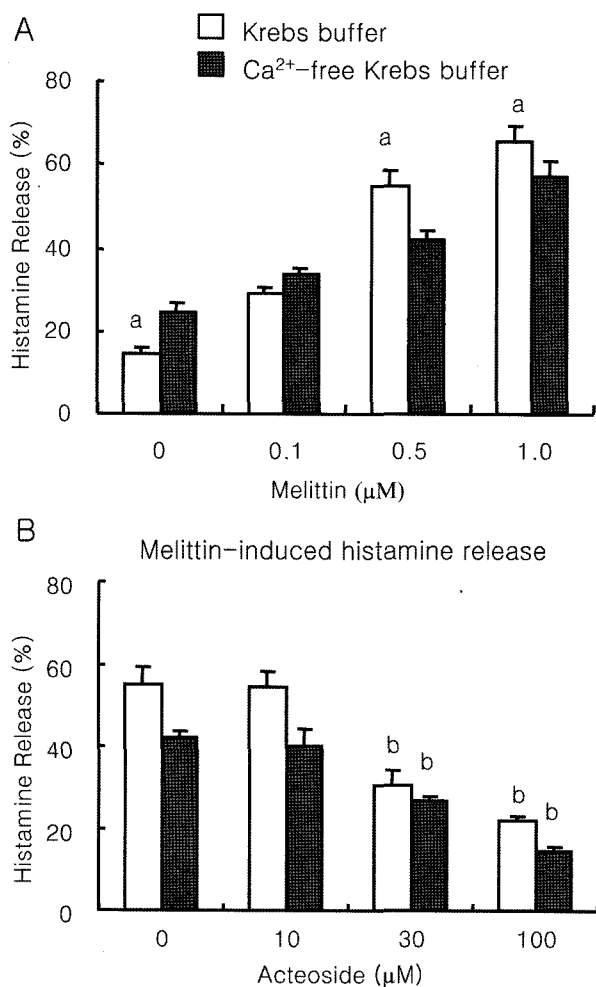 A
Krebs buffer
Ca²⁺-free Krebs buffer
Histamine Release (%)
80
60
40
20
0
a
a
a
0 0.1 0.5 1.0
Melittin (μM)
B
Melittin-induced histamine release
Histamine Release (%)
80
60
40
20
0
b b
b b
0 10 30 100
Acteoside (μM)